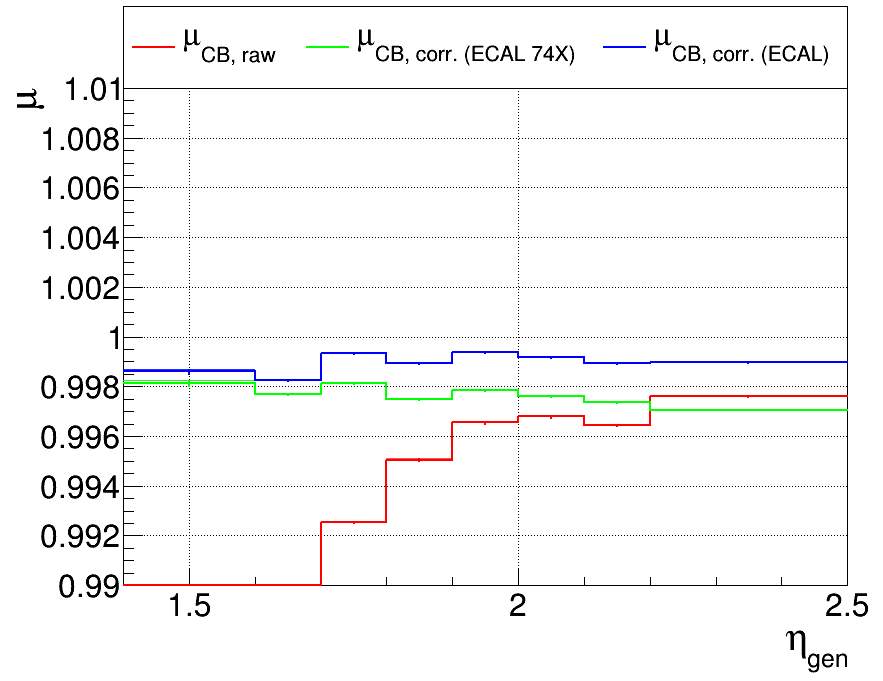 μCB, raw μCB, corr. (ECAL 74X) μCB, corr. (ECAL)
μ
1.01
1.008
1.006
1.004
1.002
1
0.998
0.996
0.994
0.992
0.99
1.5 2 2.5
ηgen